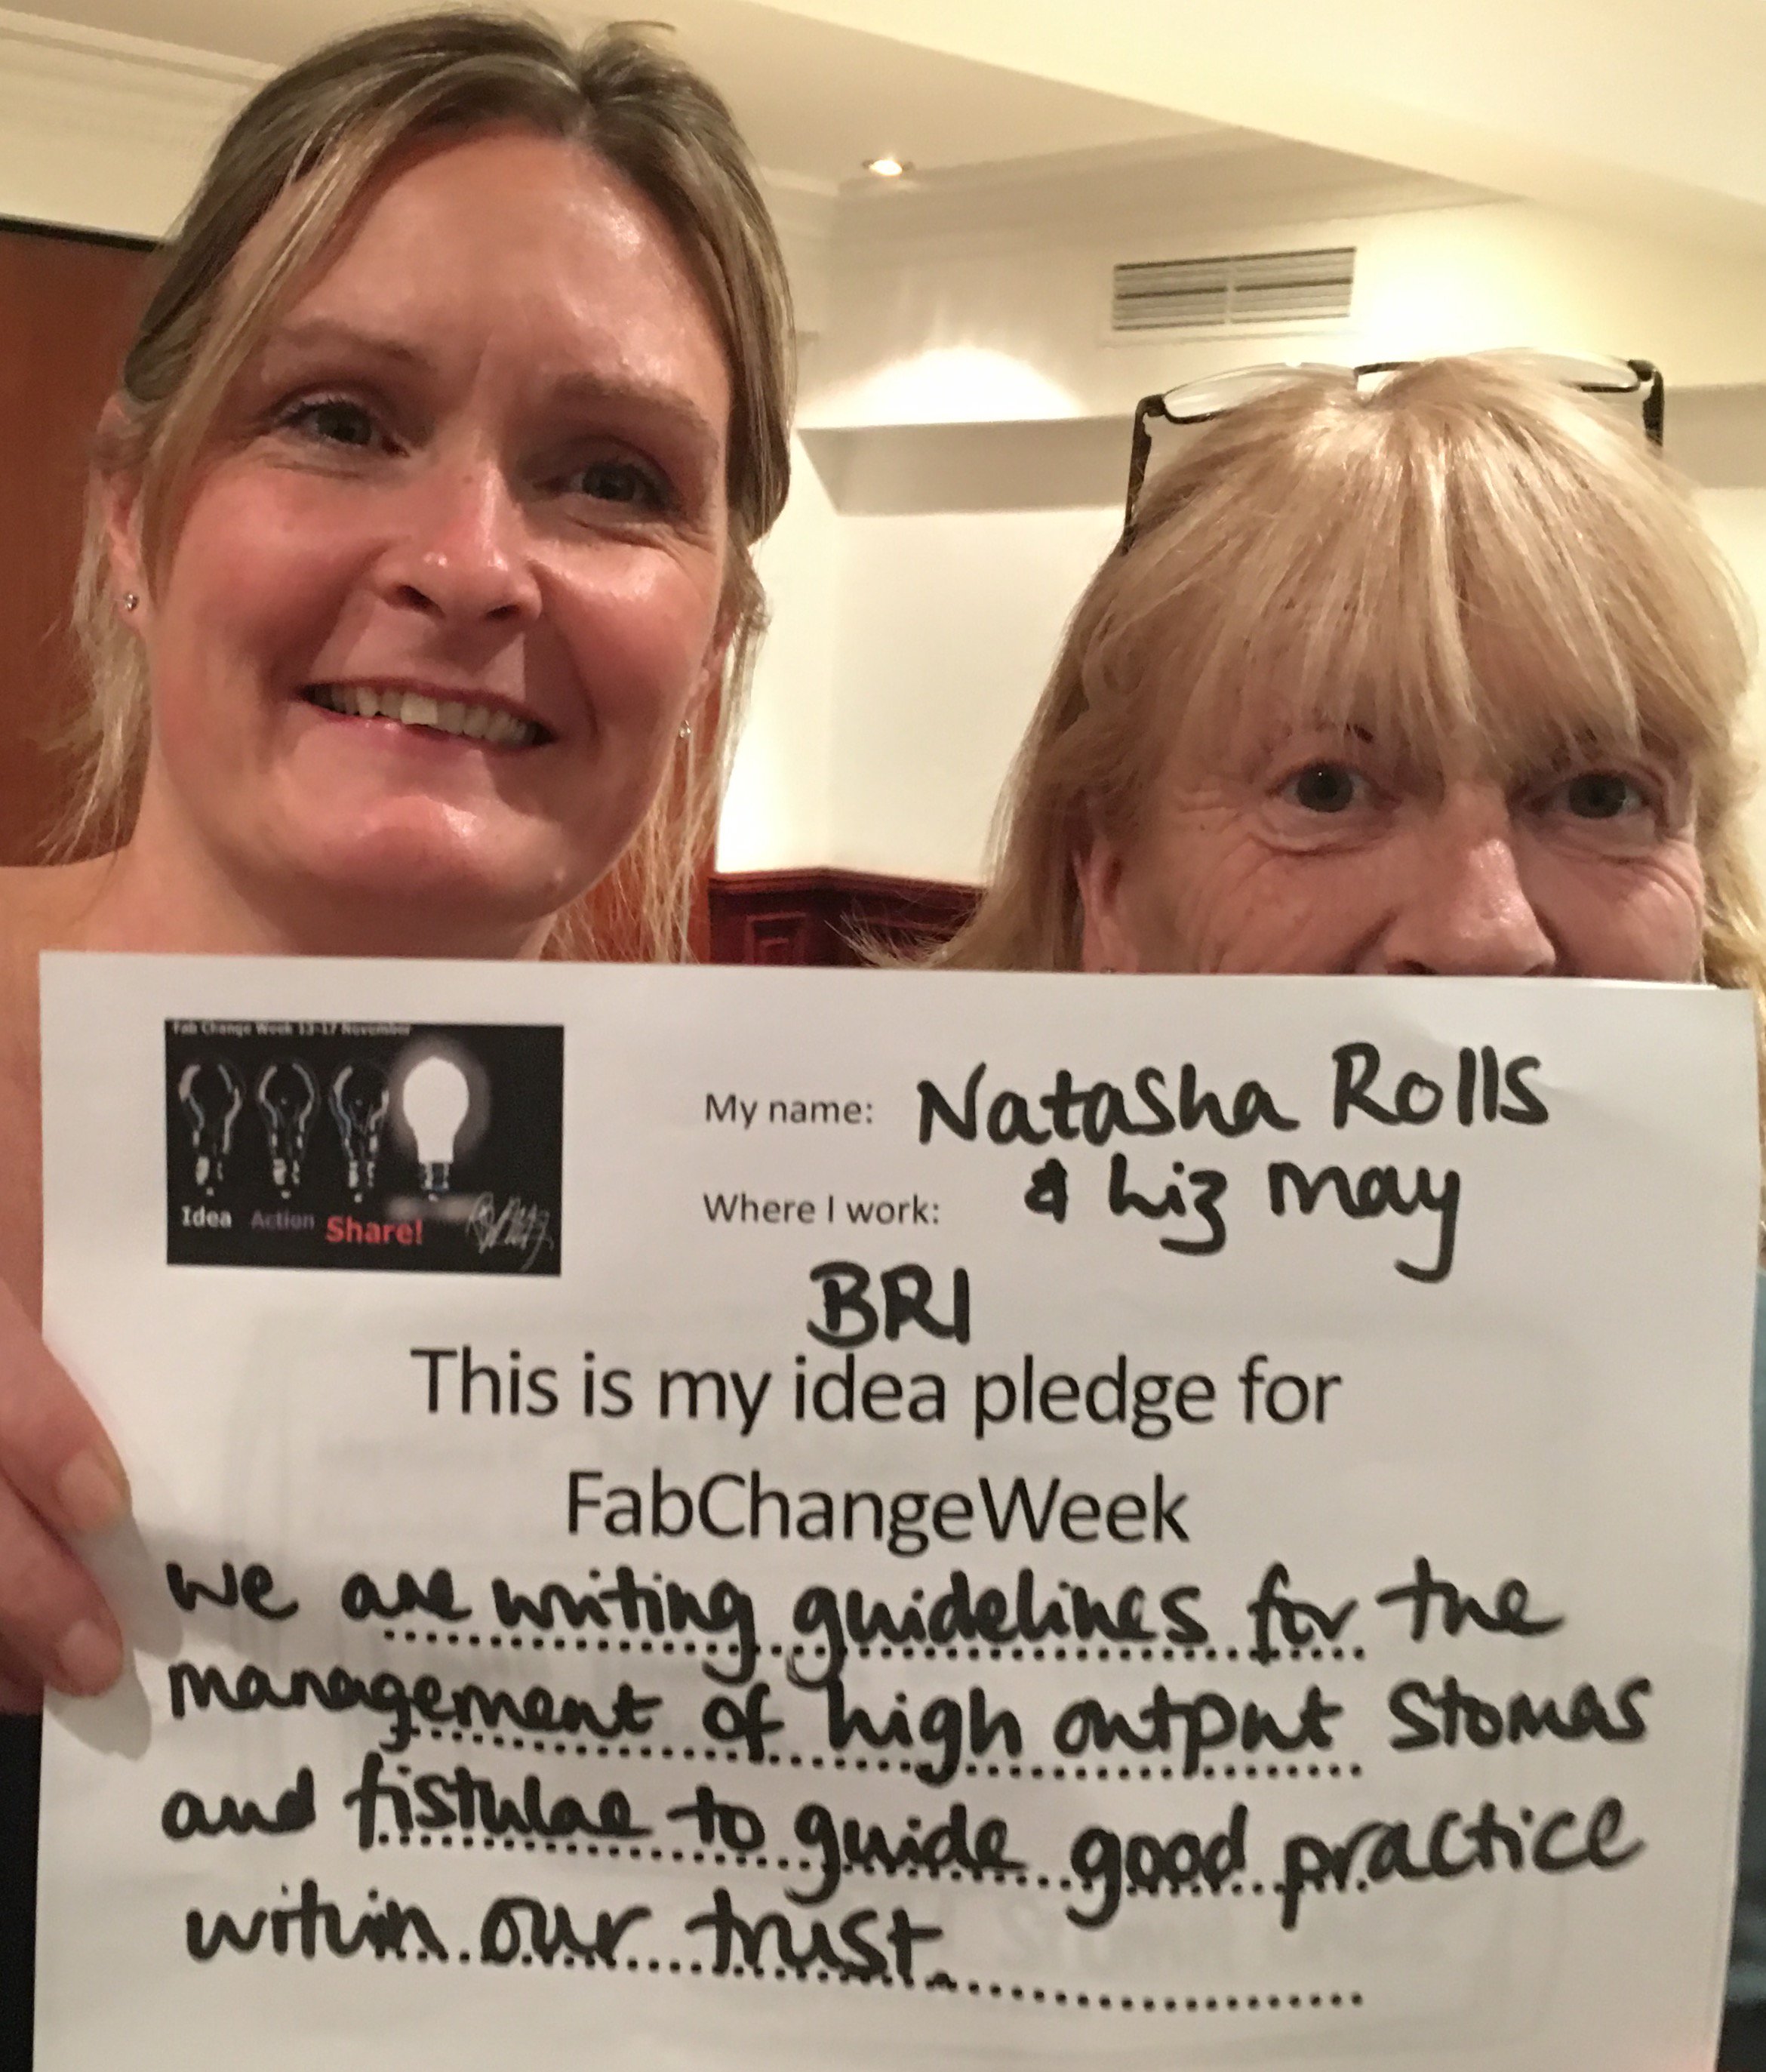 Fab Change Week 13-17 November
Idea Action Share!
My name: Natasha Rolls
& Liz May
Where I work:
BRI
This is my idea pledge for
FabChangeWeek
we are writing guidelines for the
management of high output stomas
and fistulae to guide good practice
within our trust.